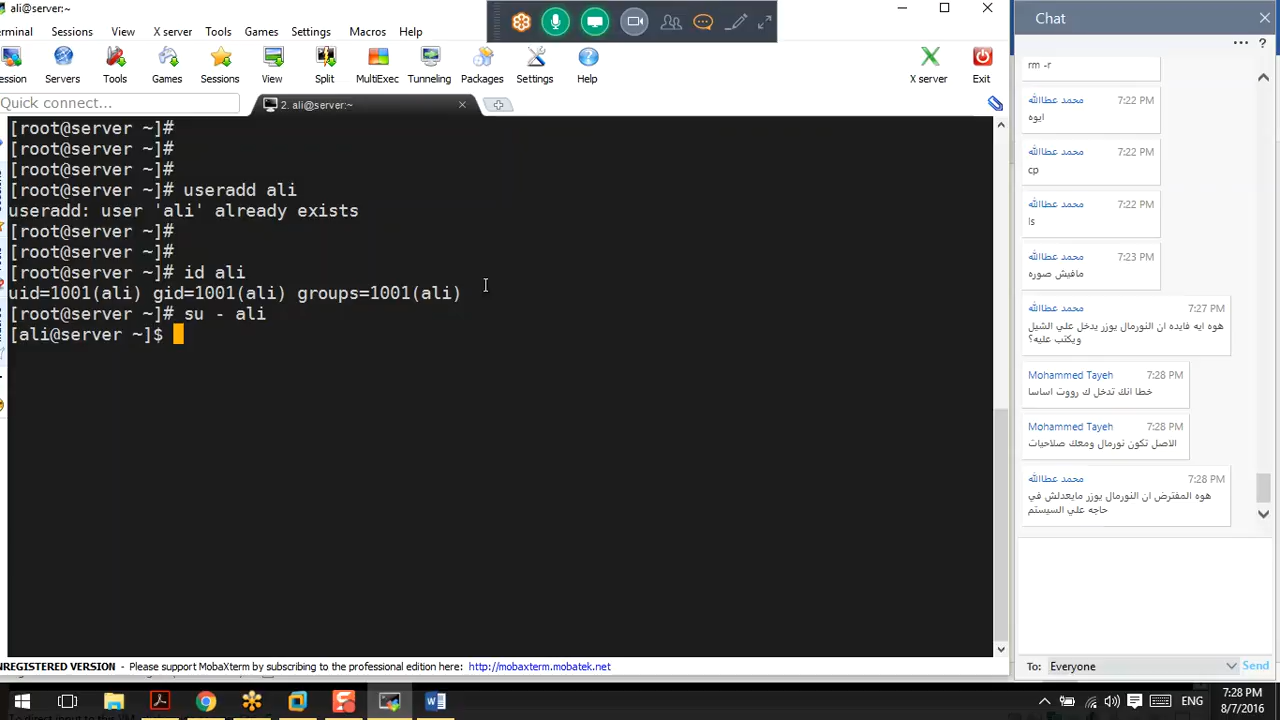 ali@server:~
erminal Sessions View X server Tools Games Settings Macros Help
ession Servers Tools Games Sessions View Split MultiExec Tunneling Packages Settings Help X server Exit
Quick connect...
2. ali@server:~
[root@server ~]#
[root@server ~]#
[root@server ~]#
[root@server ~]# useradd ali
useradd: user 'ali' already exists
[root@server ~]#
[root@server ~]#
[root@server ~]# id ali
uid=1001(ali) gid=1001(ali) groups=1001(ali)
[root@server ~]# su - ali
[ali@server ~]$
NREGISTERED VERSION - Please support MobaXterm by subscribing to the professional edition here: http://mobaxterm.mobatek.net
Chat
rm -r
محمد عطاالله 7:22 PM
ايوه
محمد عطاالله 7:22 PM
cp
محمد عطاالله 7:22 PM
ls
محمد عطاالله 7:23 PM
مافيش صوره
محمد عطاالله 7:27 PM
هوه ايه فايده ان النورمال يوزر يدخل علي الشيل
ويكتب عليه؟
Mohammed Tayeh 7:28 PM
خطا انك تدخل ك رووت اساسا
Mohammed Tayeh 7:28 PM
الاصل تكون نورمال ومعك صلاحيات
محمد عطاالله 7:28 PM
هوه المفترض ان النورمال يوزر مايعدلش في
حاجه علي السيستم
To: Everyone Send
ENG
7:28 PM
8/7/2016